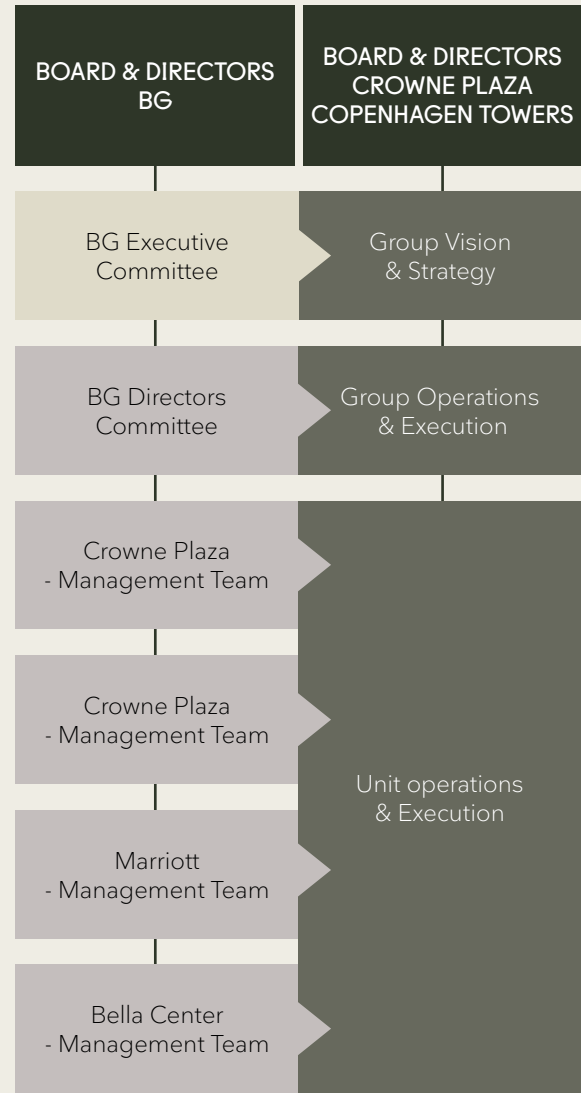 BOARD & DIRECTORS
BG
BOARD & DIRECTORS
CROWNE PLAZA
COPENHAGEN TOWERS
BG Executive
Committee
Group Vision
& Strategy
BG Directors
Committee
Group Operations
& Execution
Crowne Plaza
- Management Team
Crowne Plaza
- Management Team
Unit operations
& Execution
Marriott
- Management Team
Bella Center
- Management Team